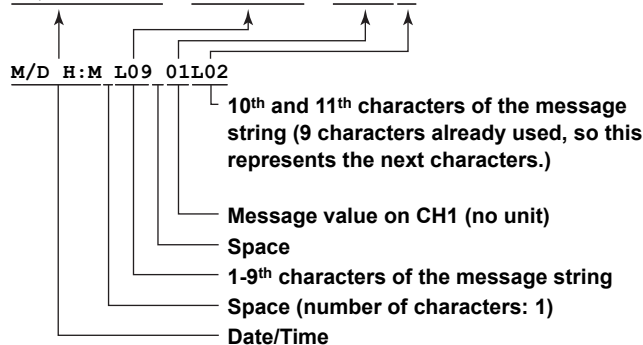 M/D H:M L09 01L02
10th and 11th characters of the message
string (9 characters already used, so this
represents the next characters.)
Message value on CH1 (no unit)
Space
1-9th characters of the message string
Space (number of characters: 1)
Date/Time